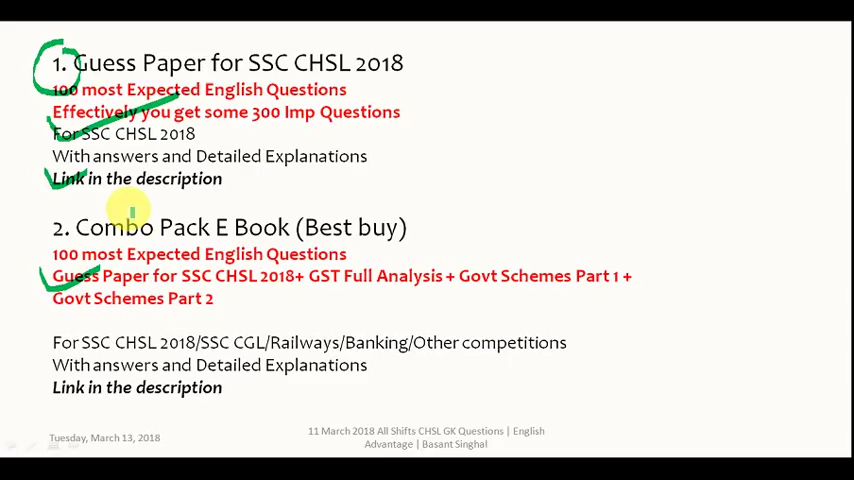 1. Guess Paper for SSC CHSL 2018
100 most Expected English Questions
Effectively you get some 300 Imp Questions
For SSC CHSL 2018
With answers and Detailed Explanations
Link in the description
2. Combo Pack E Book (Best buy)
100 most Expected English Questions
Guess Paper for SSC CHSL 2018+ GST Full Analysis + Govt Schemes Part 1 +
Govt Schemes Part 2
For SSC CHSL 2018/SSC CGL/Railways/Banking/Other competitions
With answers and Detailed Explanations
Link in the description
Tuesday, March 13, 2018
11 March 2018 All Shifts CHSL GK Questions | English
Advantage | Basant Singhal